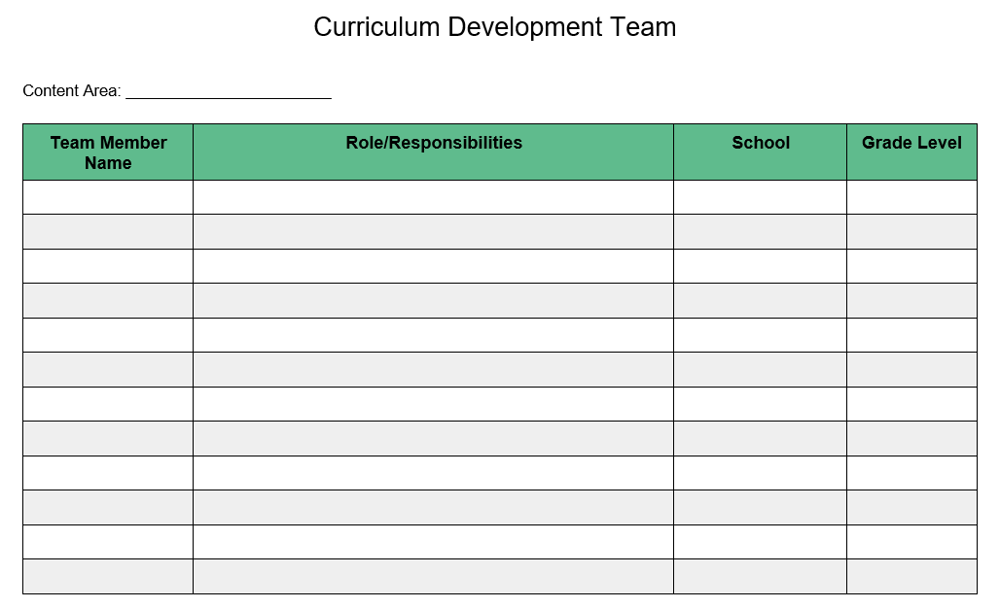 Curriculum Development Team
Content Area: ______________________
Team Member Name
Role/Responsibilities
School
Grade Level